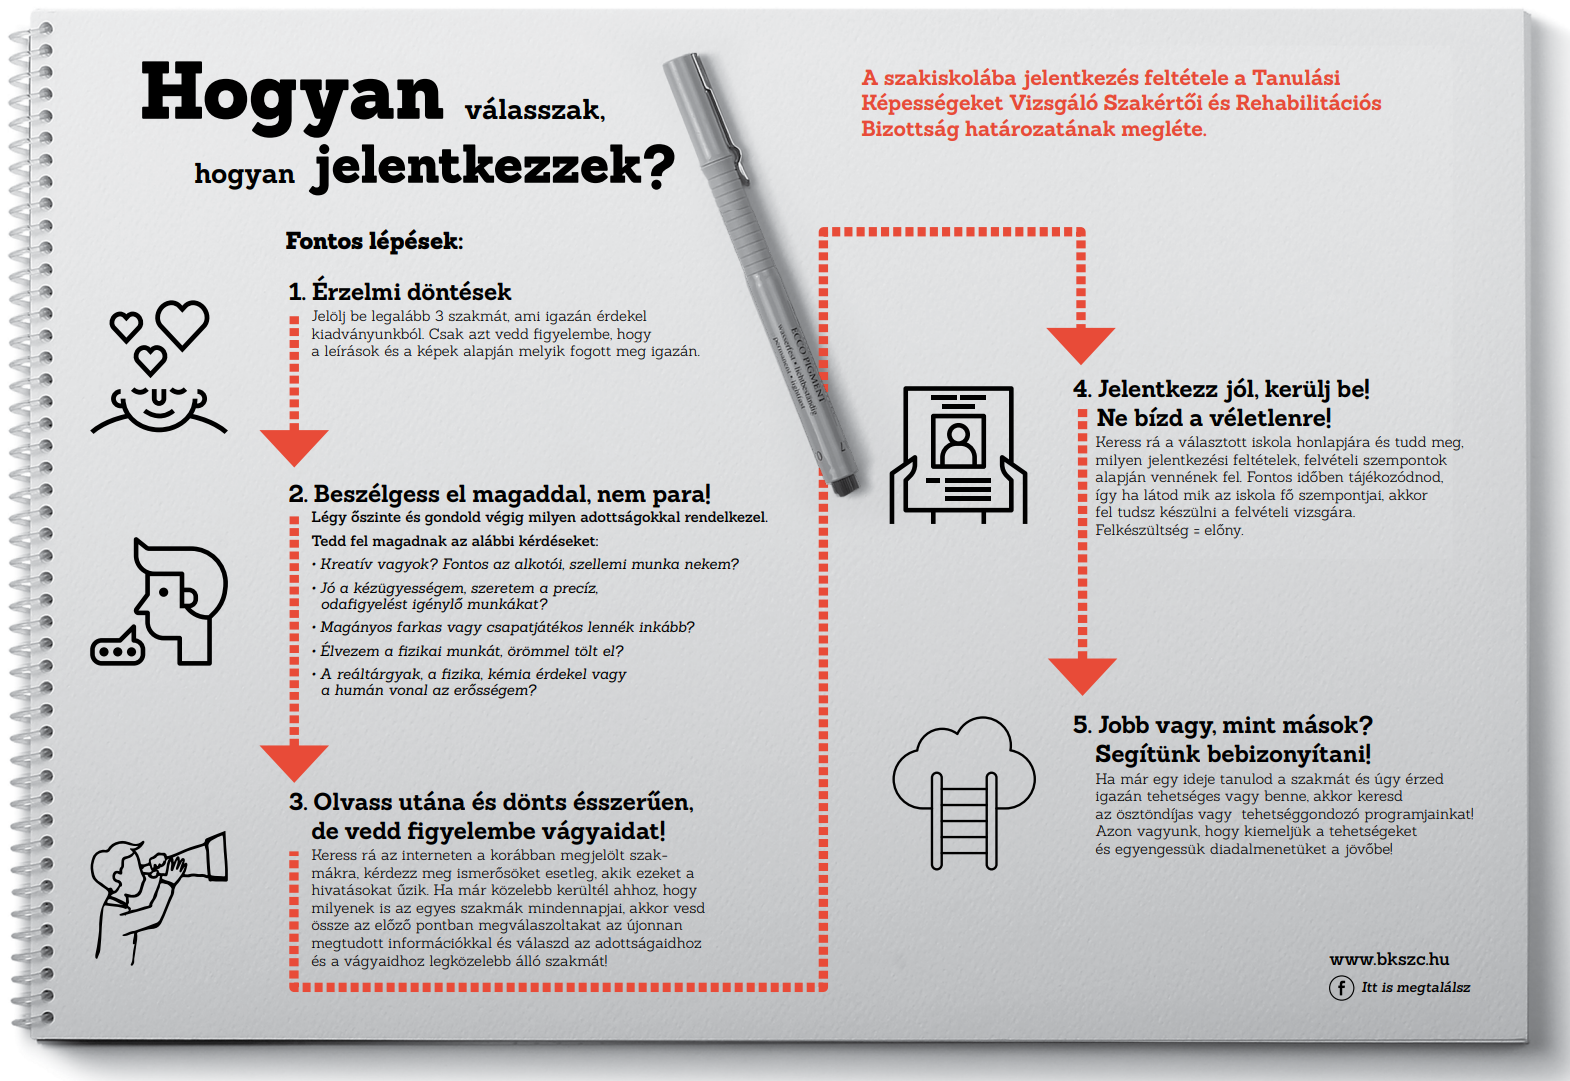 Hogyan válasszak,
hogyan jelentkezzek?
Fontos lépések:
1. Érzelmi döntések
Jelölj be legalább 3 szakmát, ami igazán érdekel
kiadványunkból. Csak azt vedd figyelembe, hogy
a leírások és a képek alapján melyik fogott meg igazán.
2. Beszélgess el magaddal, nem para!
Légy őszinte és gondold végig milyen adottságokkal rendelkezel.
Tedd fel magadnak az alábbi kérdéseket:
• Kreatív vagyok? Fontos az alkotói, szellemi munka nekem?
• Jó a kézügyességem, szeretem a precíz,
odafigyelést igénylő munkákat?
• Magányos farkas vagy csapatjátékos lennék inkább?
• Élvezem a fizikai munkát, örömmel tölt el?
• A reáltárgyak, a fizika, kémia érdekel vagy
a humán vonal az erősségem?
3. Olvass utána és dönts ésszerűen,
de vedd figyelembe vágyaidat!
Keress rá az interneten a korábban megjelölt szak-
mákra, kérdezz meg ismerősöket esetleg, akik ezeket a
hivatásokat űzik. Ha már közelebb kerültél ahhoz, hogy
milyenek is az egyes szakmák mindennapjai, akkor vesd
össze az előző pontban megválaszoltakat az újonnan
megtudott információkkal és válaszd az adottságaidhoz
és a vágyaidhoz legközelebb álló szakmát!
ECCO PIGMENT
wasserfest • lichtbeständig
permanent • lightfast
A szakiskolába jelentkezés feltétele a Tanulási
Képességeket Vizsgáló Szakértői és Rehabilitációs
Bizottság határozatának megléte.
4. Jelentkezz jól, kerülj be!
Ne bízd a véletlenre!
Keress rá a választott iskola honlapjára és tudd meg,
milyen jelentkezési feltételek, felvételi szempontok
alapján vennének fel. Fontos időben tájékozódnod,
így ha látod mik az iskola fő szempontjai, akkor
fel tudsz készülni a felvételi vizsgára.
Felkészültség = előny.
5. Jobb vagy, mint mások?
Segítünk bebizonyítani!
Ha már egy ideje tanulod a szakmát és úgy érzed
igazán tehetséges vagy benne, akkor keresd
az ösztöndíjas vagy tehetséggondozó programjainkat!
Azon vagyunk, hogy kiemeljük a tehetségeket
és egyengessük diadalmenetüket a jövőbe!
www.bkszc.hu
f Itt is megtalálsz